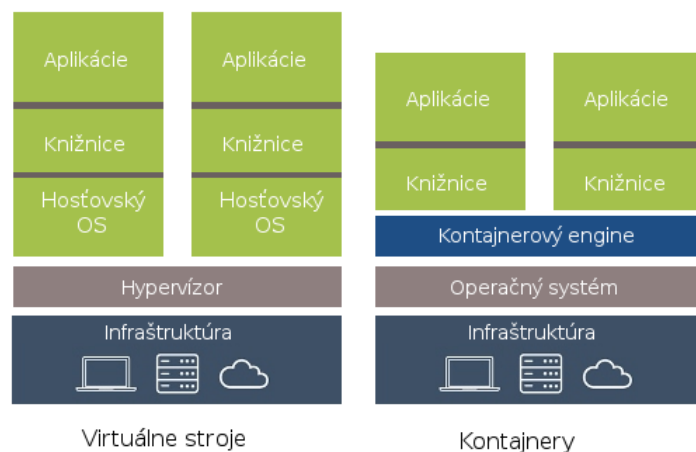 Aplikácie
Knižnice
Hosťovský
OS
Aplikácie
Knižnice
Hosťovský
OS
Hypervízor
Infraštruktúra
Virtuálne stroje
Aplikácie
Knižnice
Aplikácie
Knižnice
Kontajnerový engine
Operačný systém
Infraštruktúra
Kontajnery